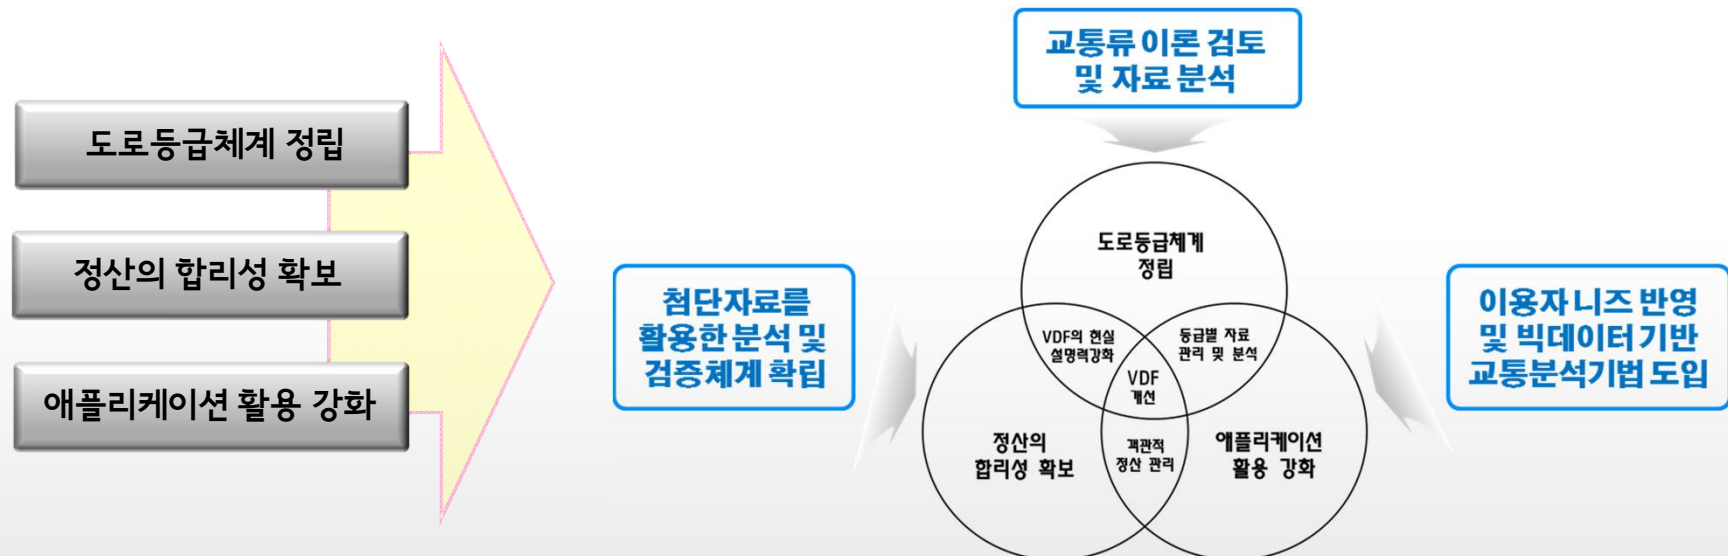 도로등급체계 정립
정산의 합리성 확보
애플리케이션 활용 강화
교통류 이론 검토
및 자료 분석
첨단자료를
활용한 분석 및
검증체계 확립
이용자 니즈 반영
및 빅데이터 기반
교통분석기법 도입
도로등급체계
정립
VDF의 현실
설명력강화
등급별 자료
관리 및 분석
VDF
개선
정산의
합리성 확보
객관적
정산 관리
애플리케이션
활용 강화